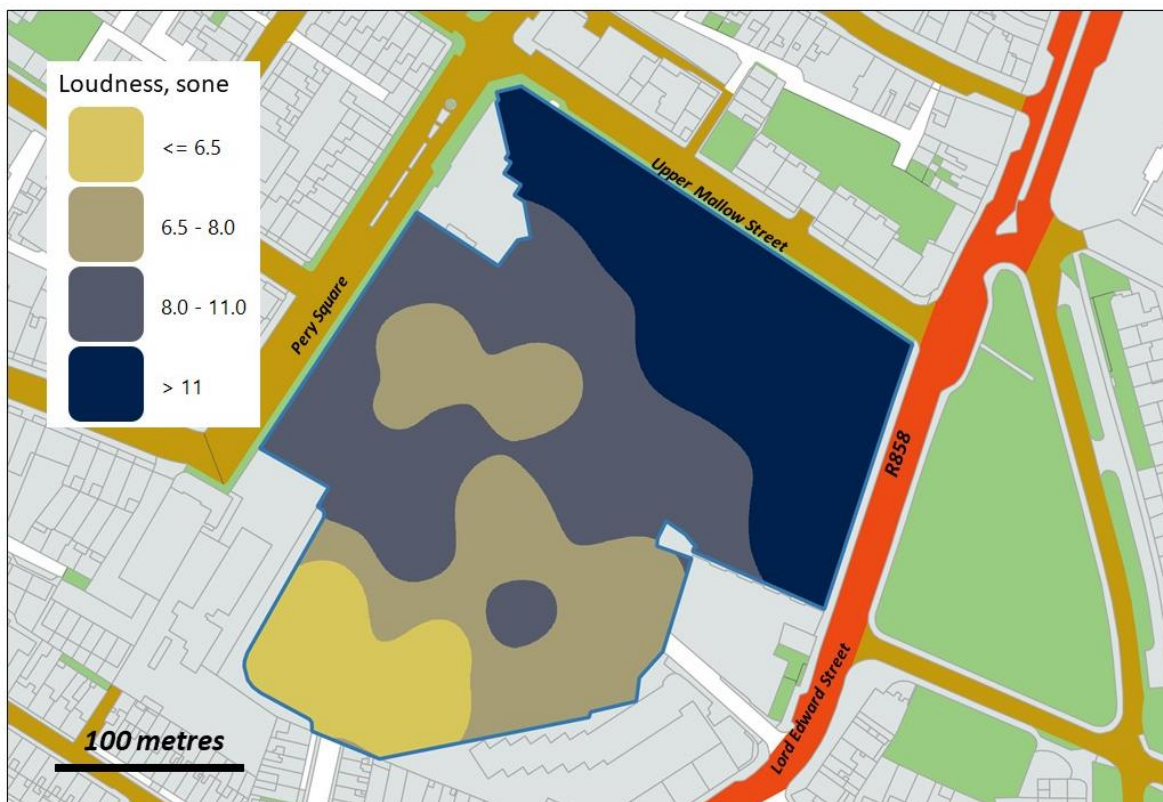 Loudness, sone
<= 6.5
6.5 - 8.0
8.0 - 11.0
> 11
Upper Mallow Street
Pery Square
R858
Lord Edward Street
100 metres